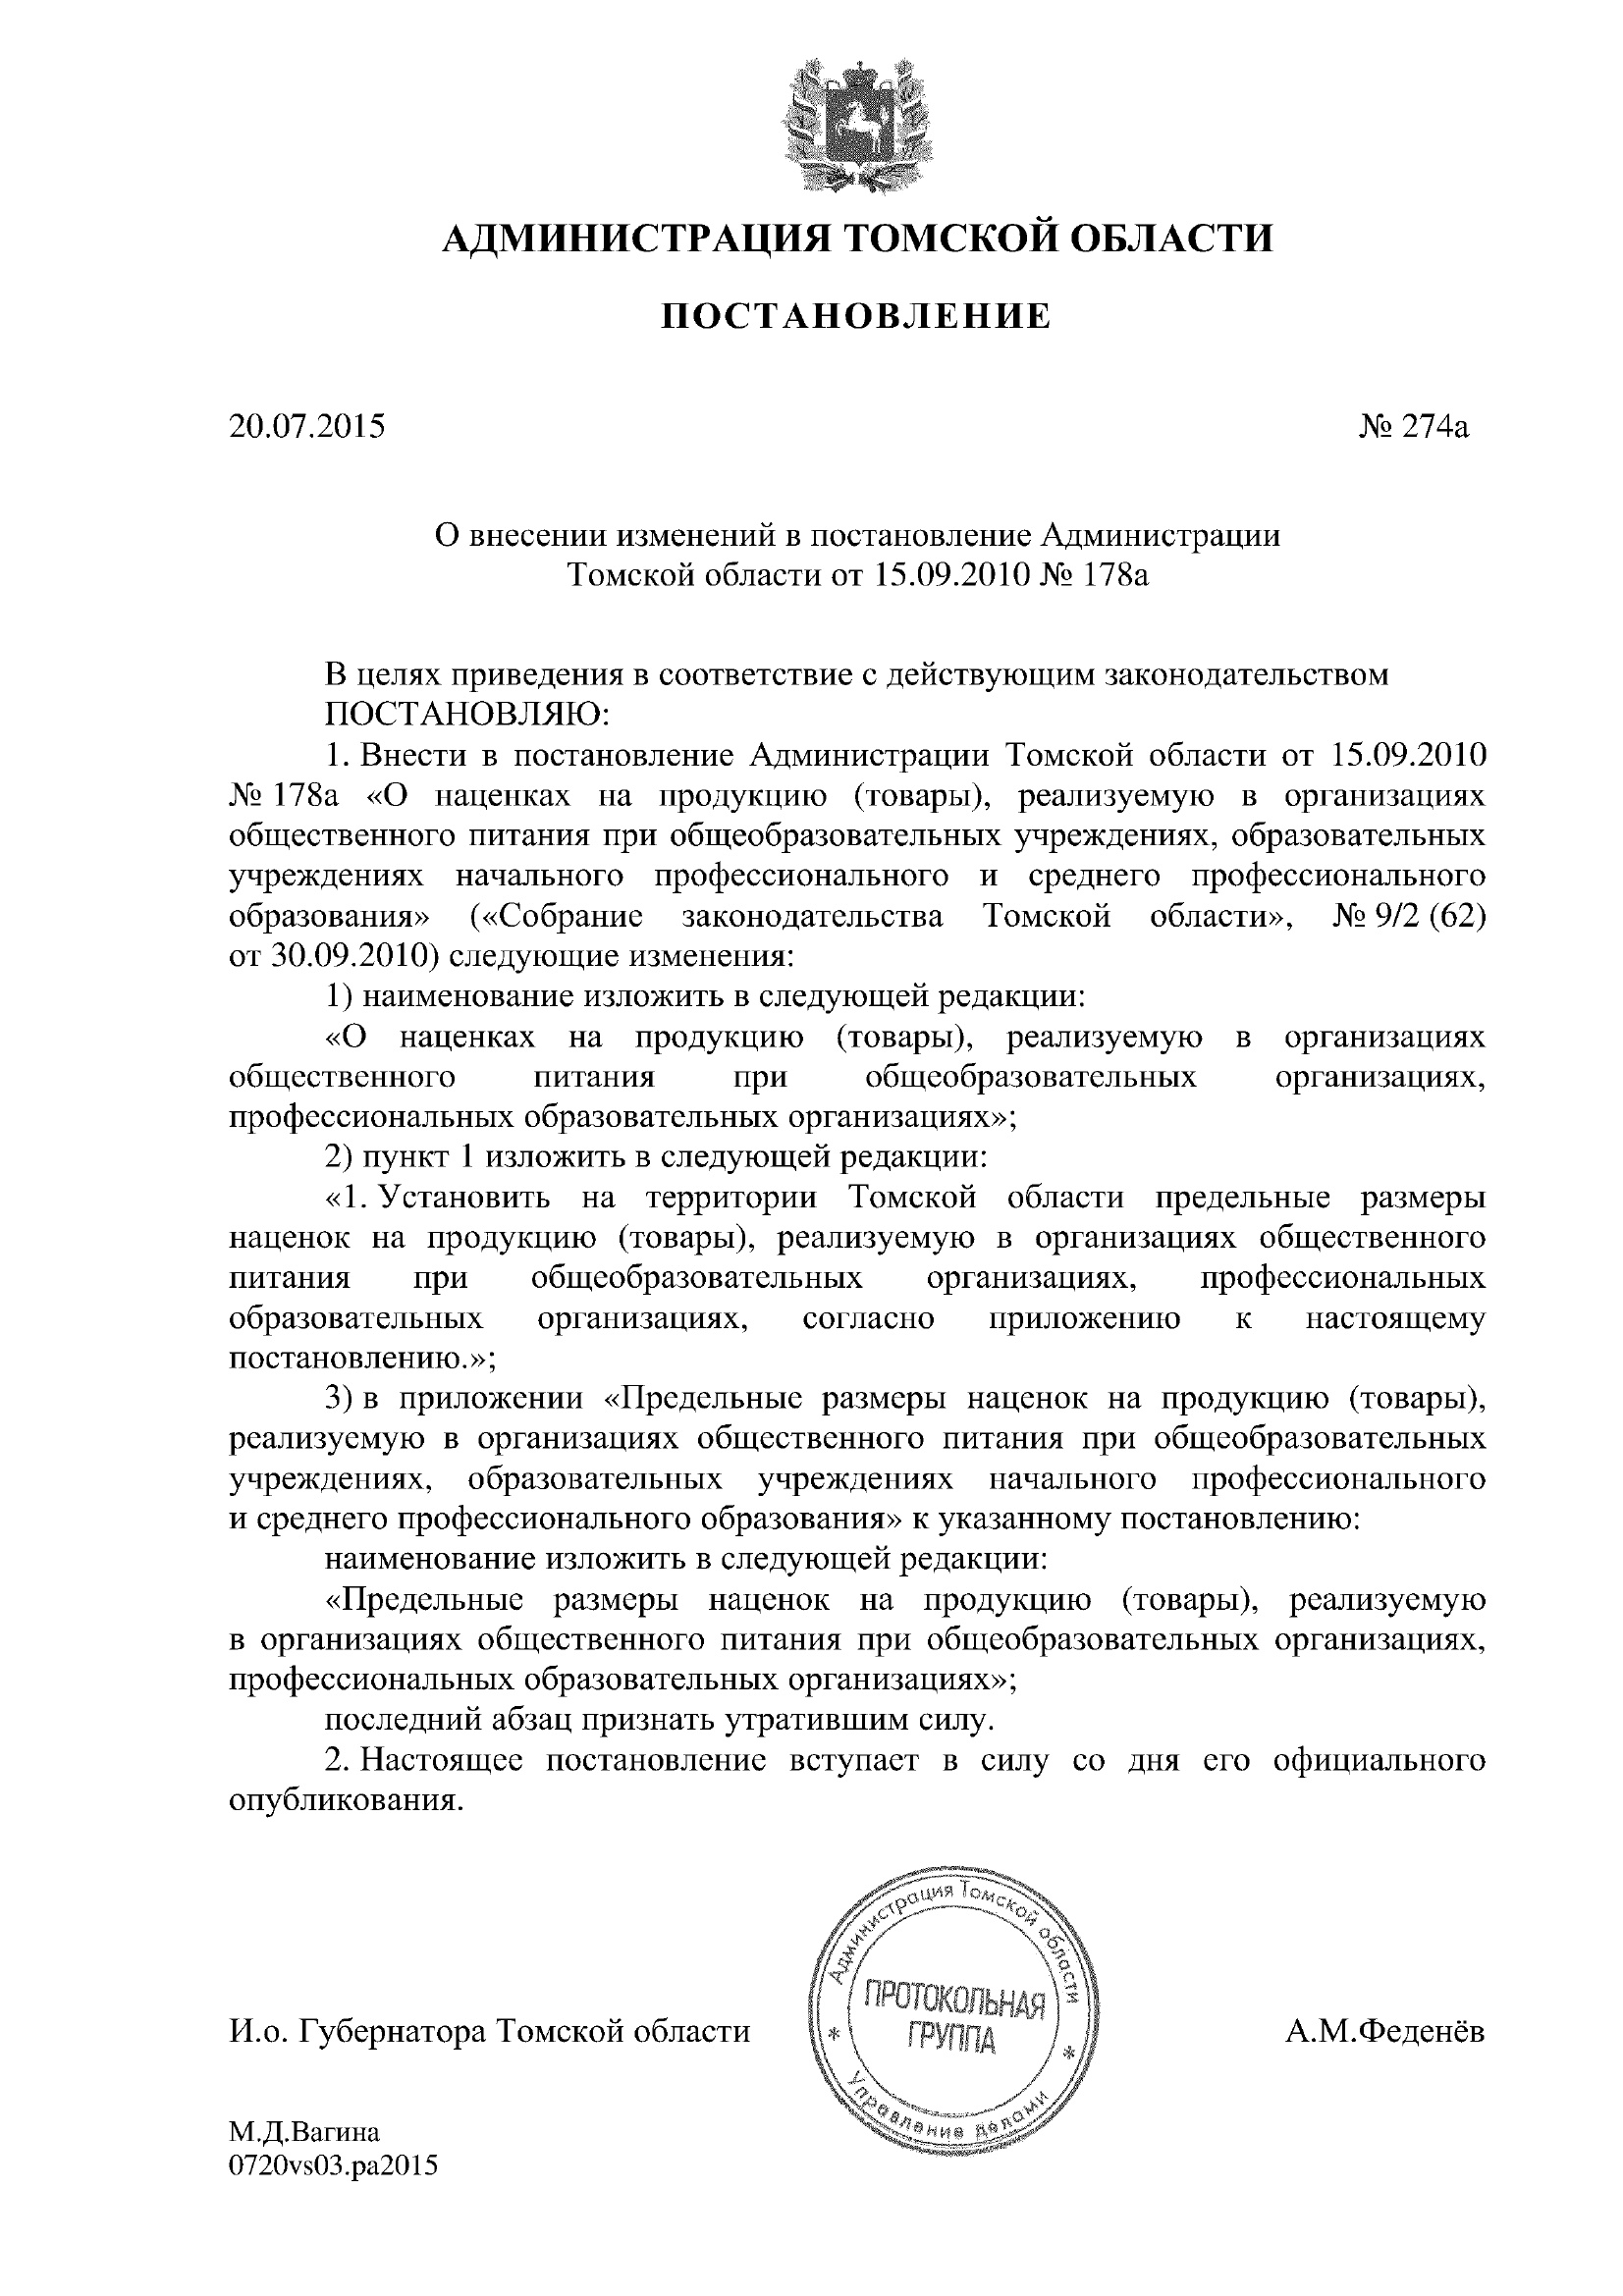 АДМИНИСТРАЦИЯ ТОМСКОЙ ОБЛАСТИ
ПОСТАНОВЛЕНИЕ
20.07.2015 № 274а
О внесении изменений в постановление Администрации
Томской области от 15.09.2010 № 178а
В целях приведения в соответствие с действующим законодательством
ПОСТАНОВЛЯЮ:
1. Внести в постановление Администрации Томской области от 15.09.2010
№ 178а «О наценках на продукцию (товары), реализуемую в организациях
общественного питания при общеобразовательных учреждениях, образовательных
учреждениях начального профессионального и среднего профессионального
образования» («Собрание законодательства Томской области», № 9/2 (62)
от 30.09.2010) следующие изменения:
1) наименование изложить в следующей редакции:
«О наценках на продукцию (товары), реализуемую в организациях
общественного питания при общеобразовательных организациях,
профессиональных образовательных организациях»;
2) пункт 1 изложить в следующей редакции:
«1. Установить на территории Томской области предельные размеры
наценок на продукцию (товары), реализуемую в организациях общественного
питания при общеобразовательных организациях, профессиональных
образовательных организациях, согласно приложению к настоящему
постановлению.»;
3) в приложении «Предельные размеры наценок на продукцию (товары),
реализуемую в организациях общественного питания при общеобразовательных
учреждениях, образовательных учреждениях начального профессионального
и среднего профессионального образования» к указанному постановлению:
наименование изложить в следующей редакции:
«Предельные размеры наценок на продукцию (товары), реализуемую
в организациях общественного питания при общеобразовательных организациях,
профессиональных образовательных организациях»;
последний абзац признать утратившим силу.
2. Настоящее постановление вступает в силу со дня его официального
опубликования.
Администрация Томской области
ПРОТОКОЛЬНАЯ
ГРУППА
* Управление делами *
И.о. Губернатора Томской области А.М.Феденёв
М.Д.Вагина
0720vs03.pa2015